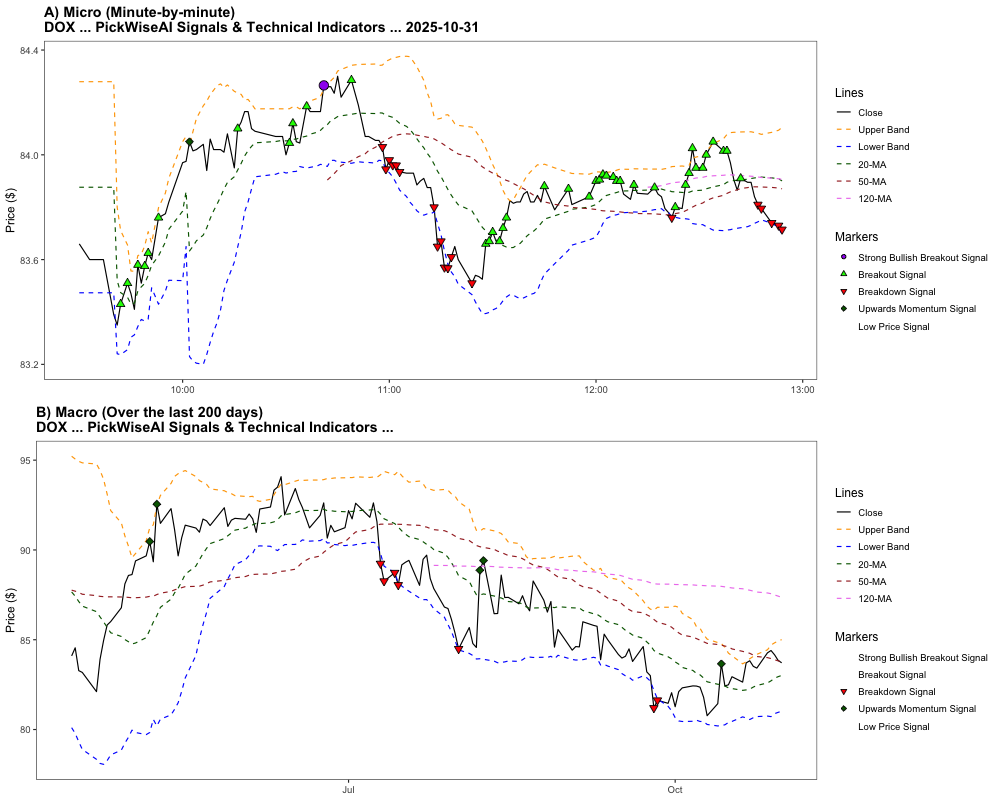 A) Micro (Minute-by-minute)
DOX ... PickWiseAI Signals & Technical Indicators ... 2025-10-31
84.4
84.0
83.6
83.2
Price ($)
10:00
11:00
12:00
13:00
Lines
Close
Upper Band
Lower Band
20-MA
50-MA
120-MA
Markers
Strong Bullish Breakout Signal
Breakout Signal
Breakdown Signal
Upwards Momentum Signal
Low Price Signal
B) Macro (Over the last 200 days)
DOX ... PickWiseAI Signals & Technical Indicators ...
95
90
85
80
Price ($)
Jul
Oct
Lines
Close
Upper Band
Lower Band
20-MA
50-MA
120-MA
Markers
Strong Bullish Breakout Signal
Breakout Signal
Breakdown Signal
Upwards Momentum Signal
Low Price Signal